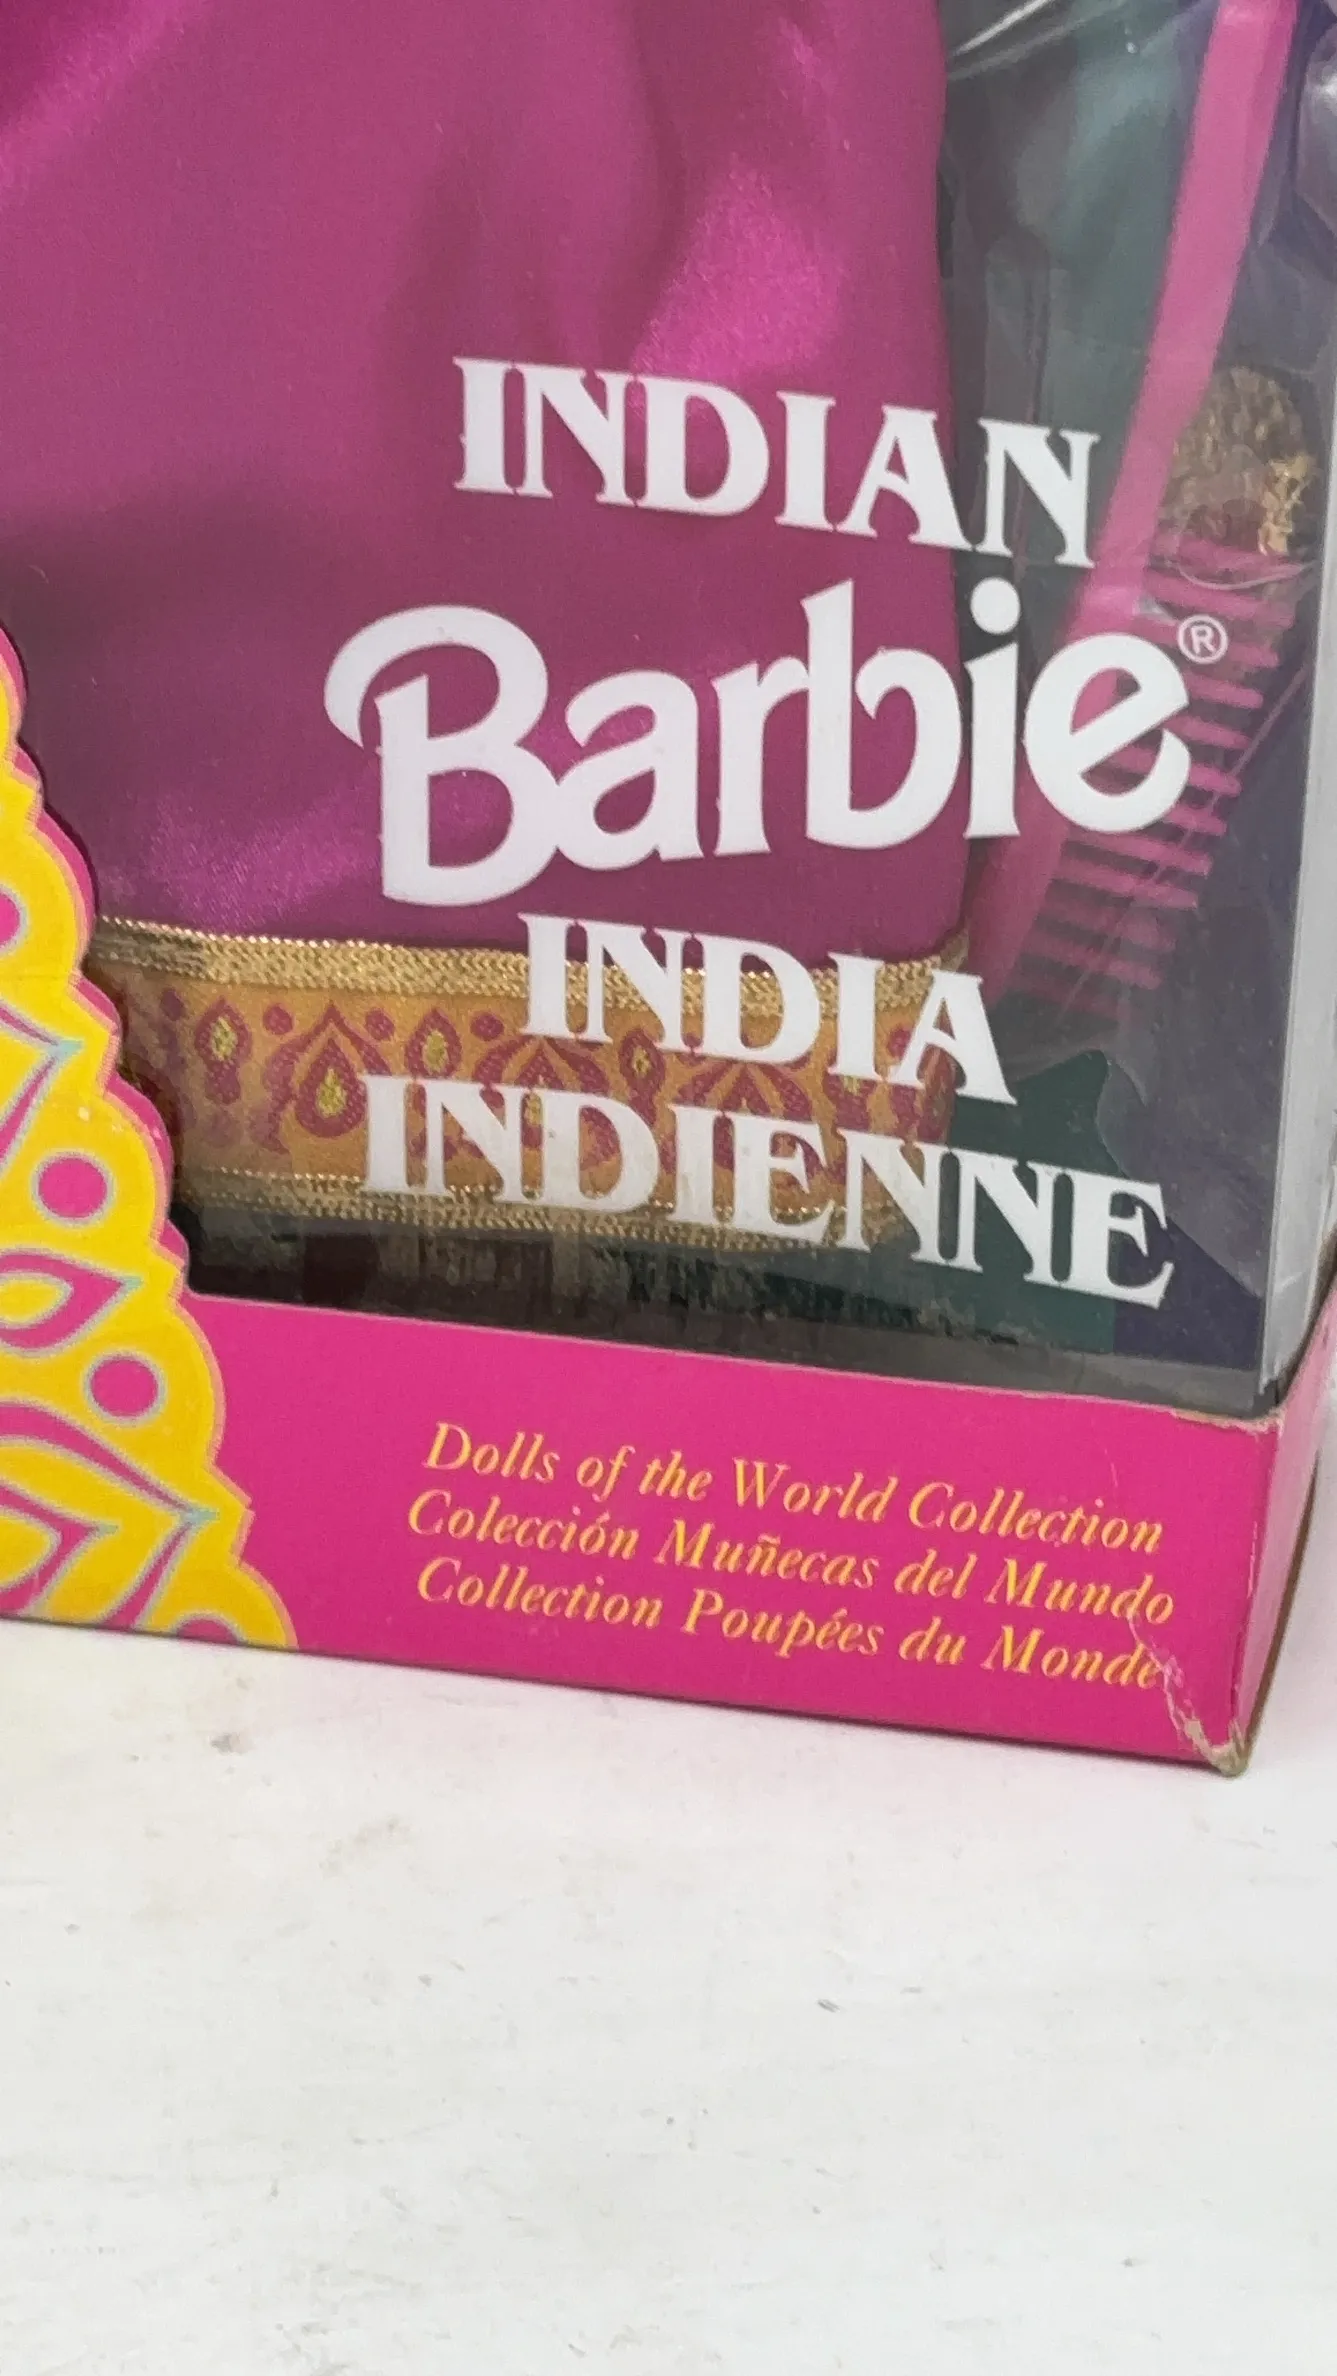 INDIAN
Barbie®
INDIA
INDIENNE
Dolls of the World Collection
Colección Muñecas del Mundo
Collection Poupées du Monde